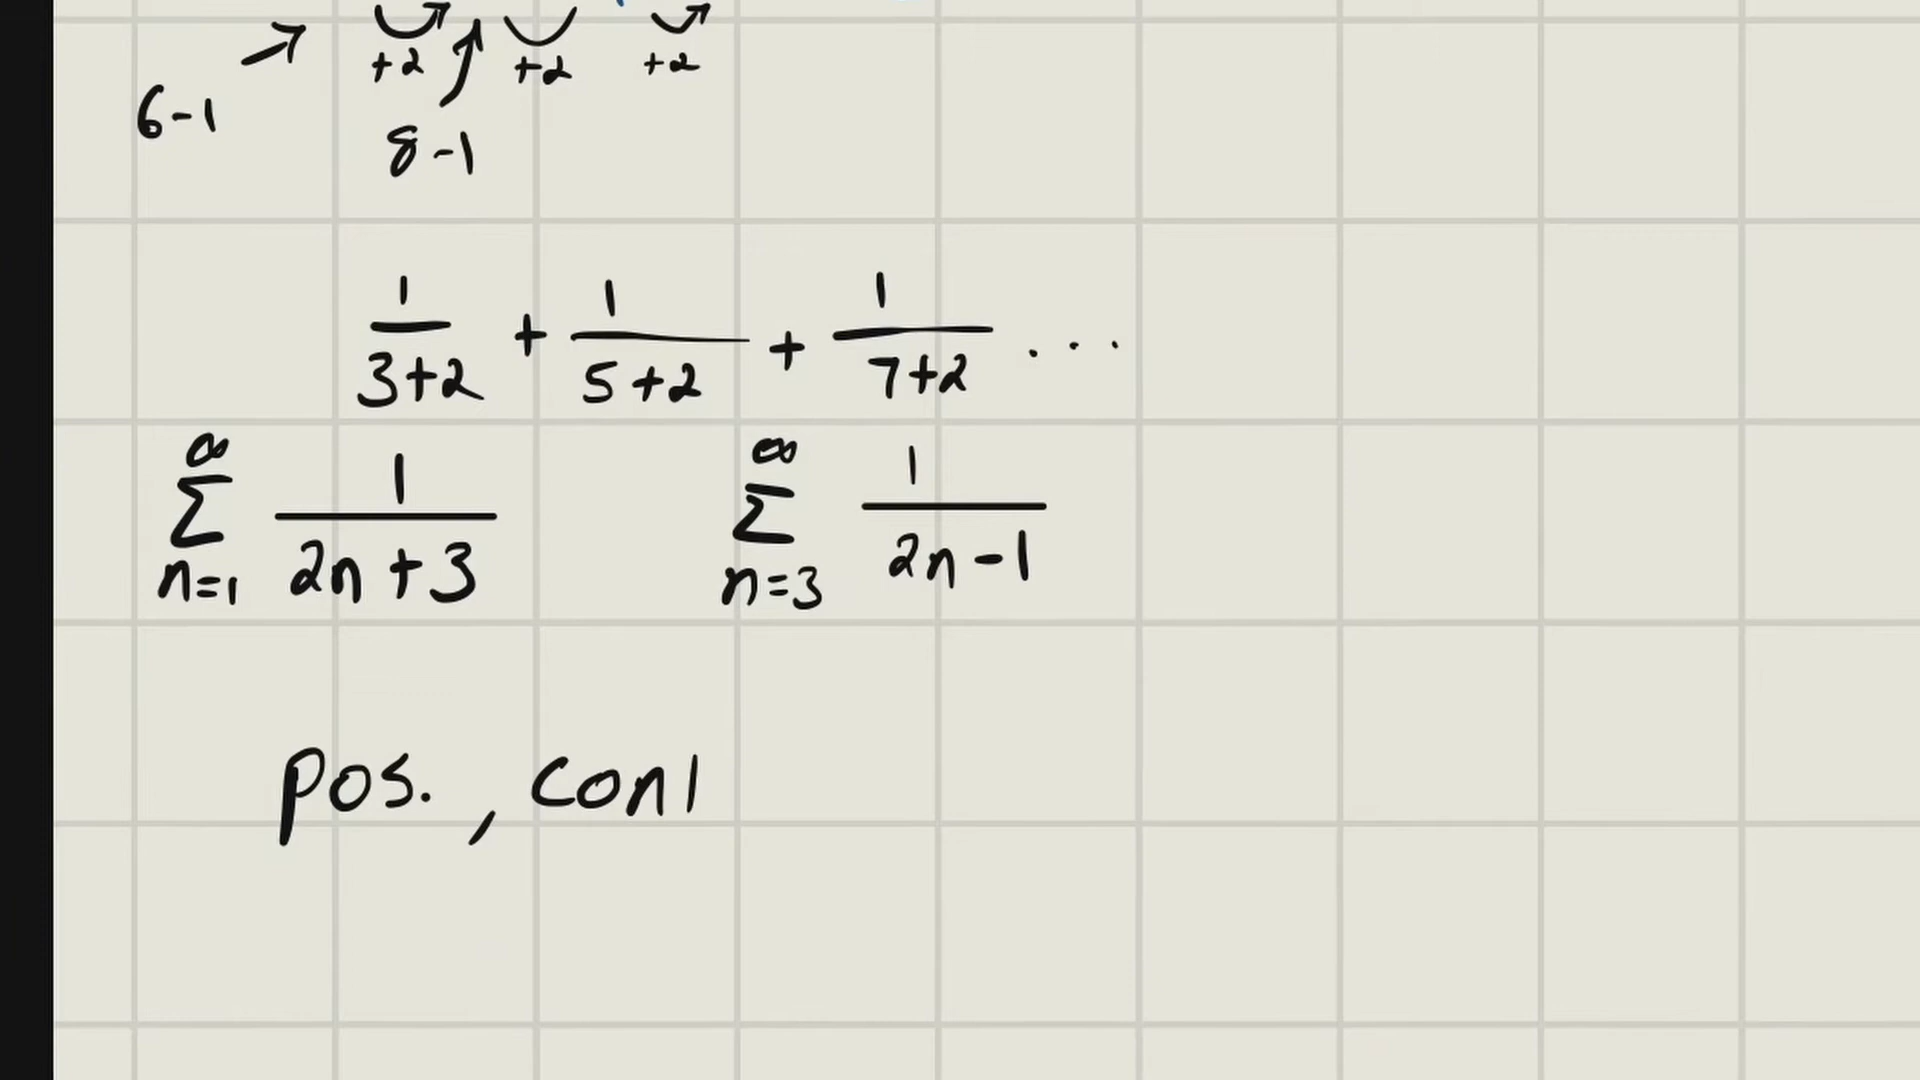 +2 +2 +2
6-1
8-1
1/(3+2) + 1/(5+2) + 1/(7+2) ...
∞ Σ n=1 1/(2n+3) ∞ Σ n=3 1/(2n-1)
pos. , con